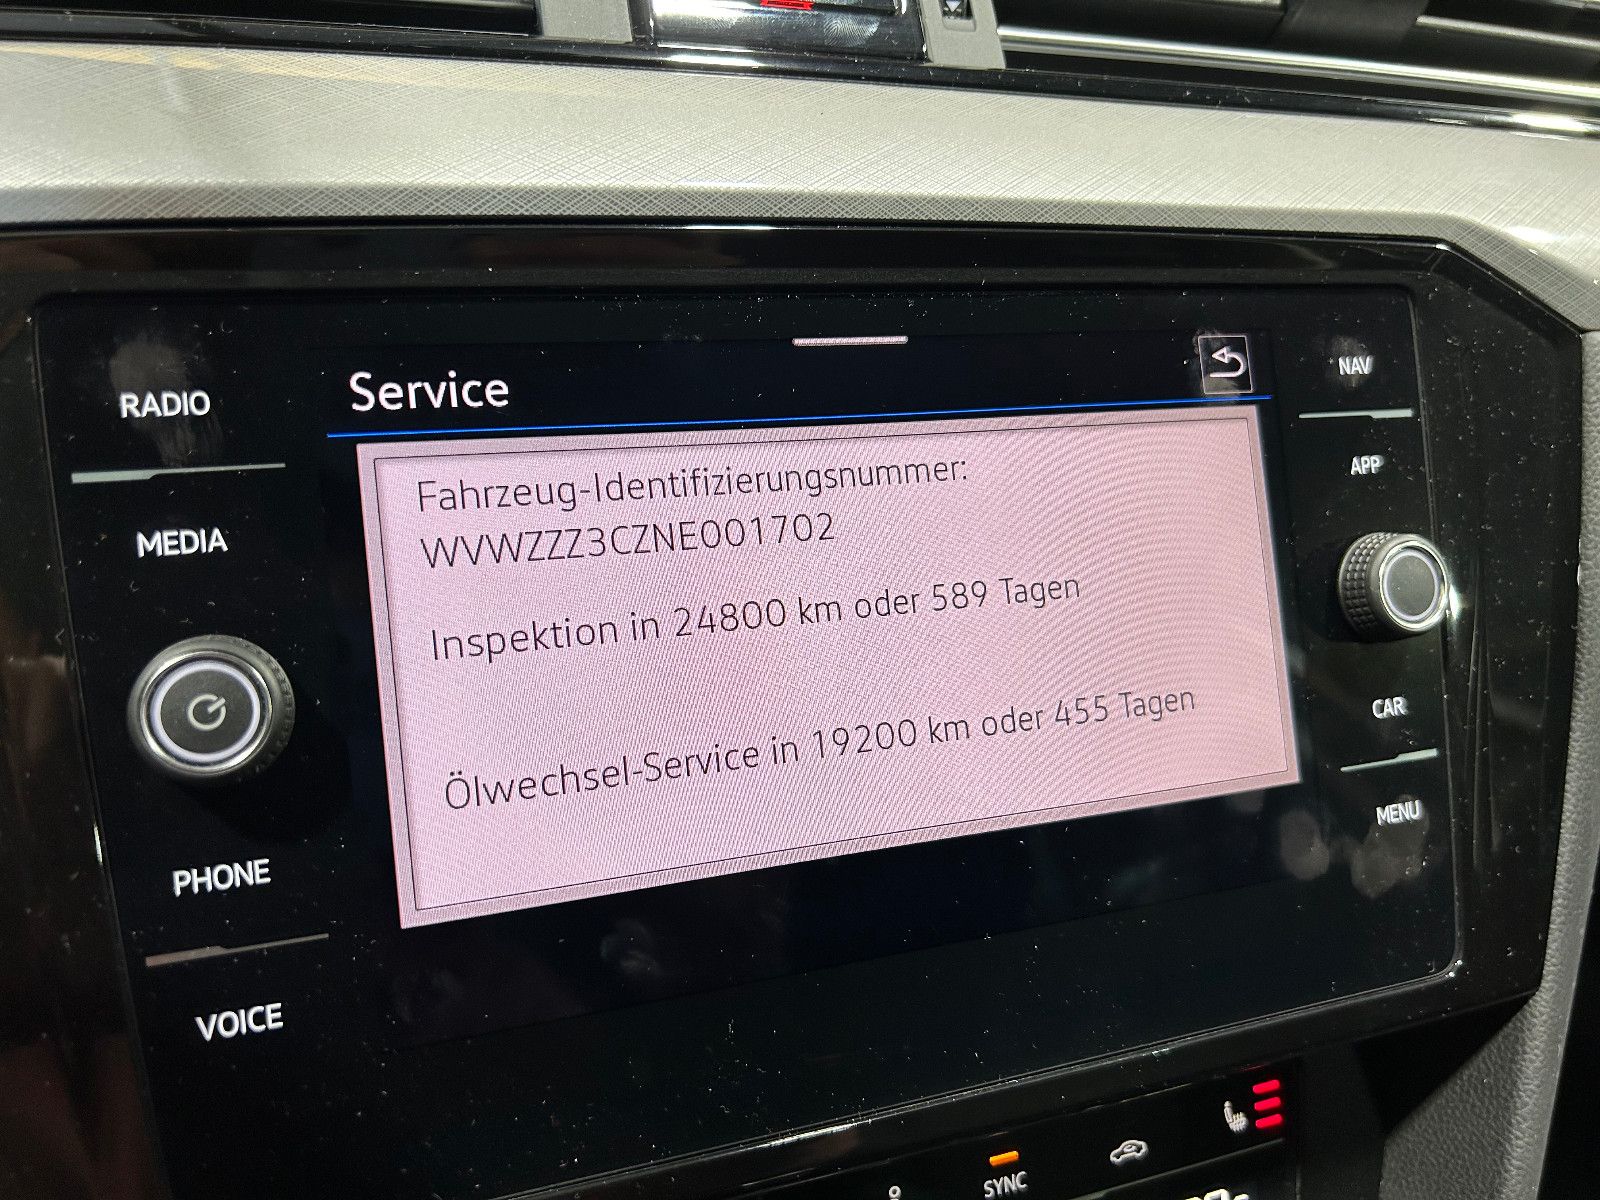 Service
RADIO
MEDIA
PHONE
VOICE
Fahrzeug-Identifizierungsnummer:
WVWZZZ3CZNE001702
Inspektion in 24800 km oder 589 Tagen
Ölwechsel-Service in 19200 km oder 455 Tagen
NAV
APP
CAR
MENU
SYNC